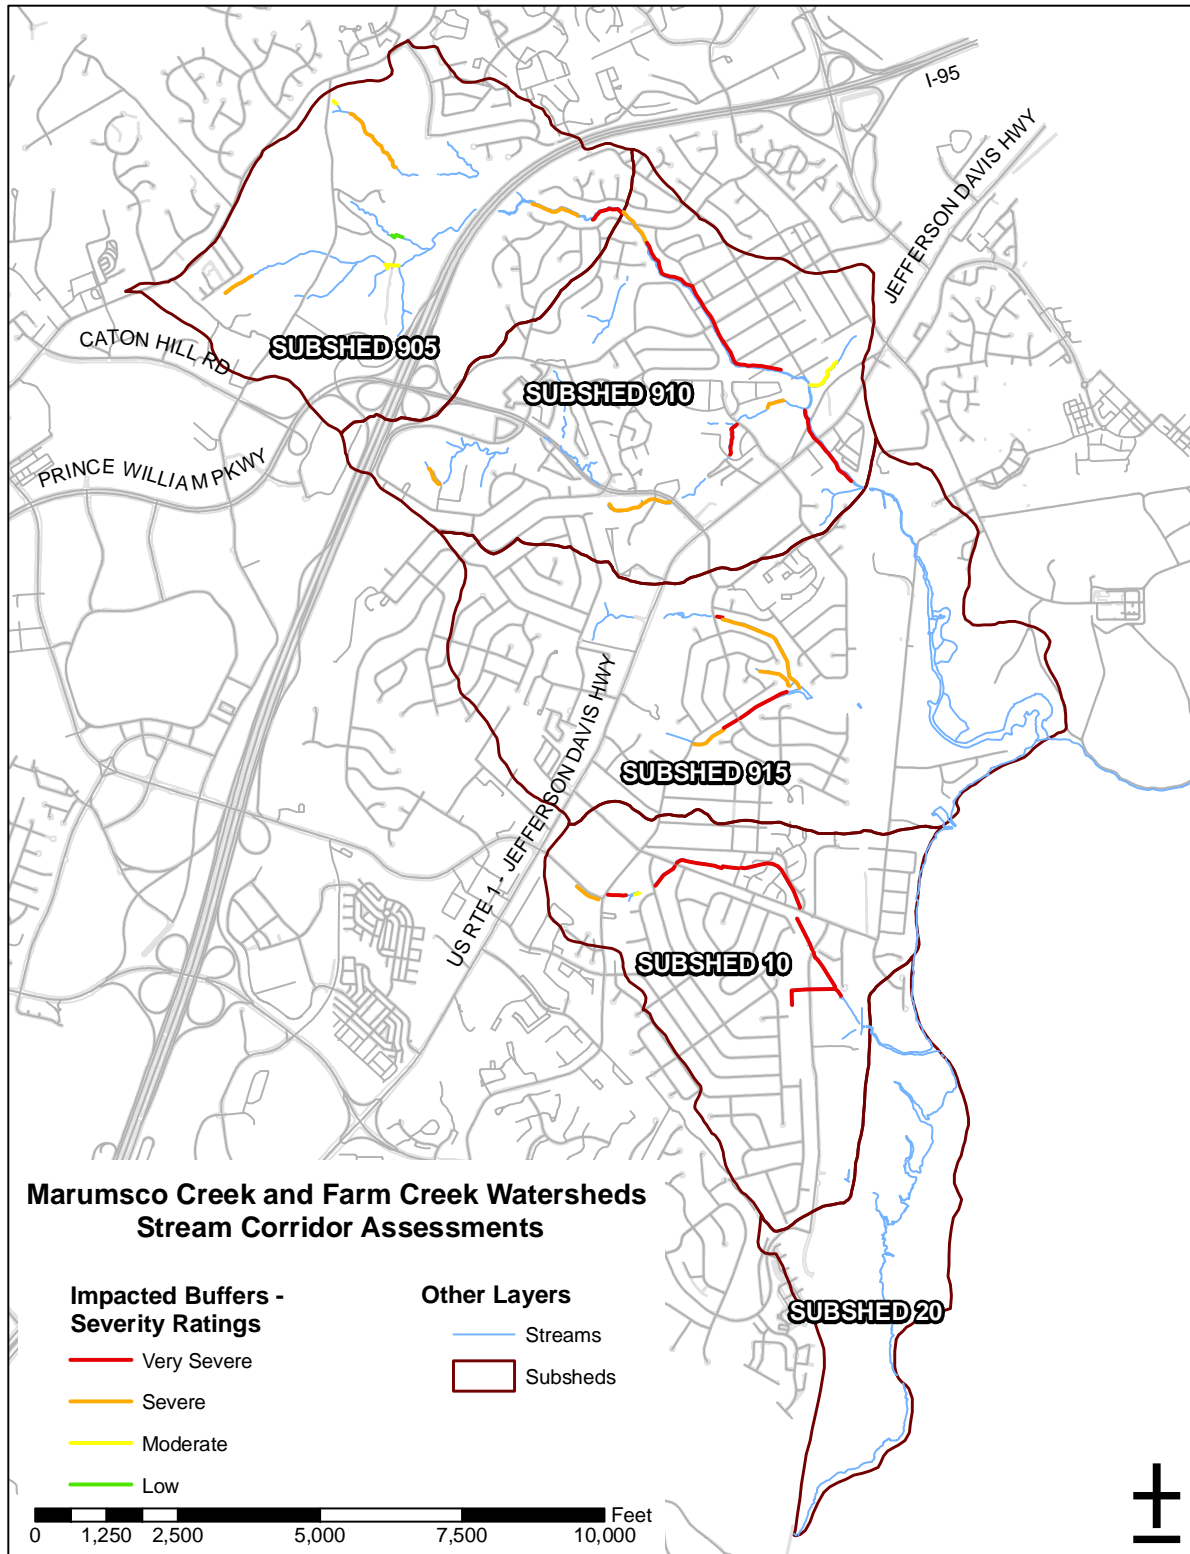 I-95
JEFFERSON DAVIS HWY
CATON HILL RD
SUBSHED 905
SUBSHED 910
PRINCE WILLIAM PKWY
US RTE 1 - JEFFERSON DAVIS HWY
SUBSHED 915
SUBSHED 10
SUBSHED 20
Marumsco Creek and Farm Creek Watersheds
Stream Corridor Assessments
Impacted Buffers -
Severity Ratings
Very Severe
Severe
Moderate
Low
Other Layers
Streams
Subsheds
Feet
0 1,250 2,500 5,000 7,500 10,000